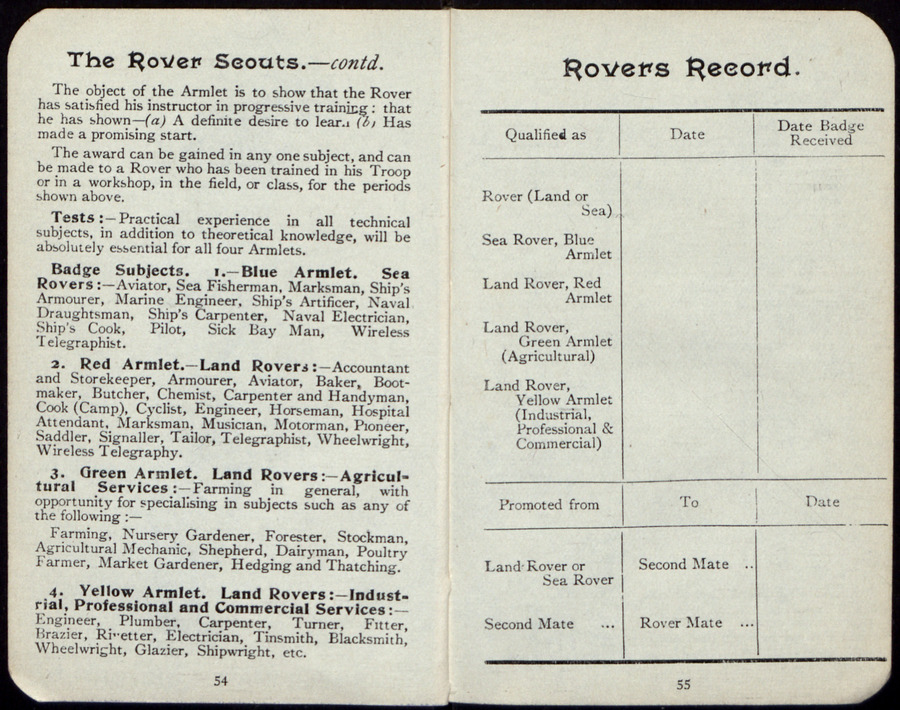 The Rover Scouts.—contd.
The object of the Armlet is to show that the Rover
has satisfied his instructor in progressive training: that
he has shown—(a) A definite desire to learn (b) Has
made a promising start.
The award can be gained in any one subject, and can
be made to a Rover who has been trained in his Troop
or in a workshop, in the field, or class, for the periods
shown above.
Tests:—Practical experience in all technical
subjects, in addition to theoretical knowledge, will be
absolutely essential for all four Armlets.
Badge Subjects. 1.—Blue Armlet. Sea
Rovers:—Aviator, Sea Fisherman, Marksman, Ship's
Armourer, Marine Engineer, Ship's Artificer, Naval
Draughtsman, Ship's Carpenter, Naval Electrician,
Ship's Cook, Pilot, Sick Bay Man, Wireless
Telegraphist.
2. Red Armlet.—Land Rovers:—Accountant
and Storekeeper, Armourer, Aviator, Baker, Boot-
maker, Butcher, Chemist, Carpenter and Handyman,
Cook (Camp), Cyclist, Engineer, Horseman, Hospital
Attendant, Marksman, Musician, Motorman, Pioneer,
Saddler, Signaller, Tailor, Telegraphist, Wheelwright,
Wireless Telegraphy.
3. Green Armlet. Land Rovers:—Agricul-
tural Services:—Farming in general, with
opportunity for specialising in subjects such as any of
the following:—
Farming, Nursery Gardener, Forester, Stockman,
Agricultural Mechanic, Shepherd, Dairyman, Poultry
Farmer, Market Gardener, Hedging and Thatching.
4. Yellow Armlet. Land Rovers:—Indust-
rial, Professional and Commercial Services:—
Engineer, Plumber, Carpenter, Turner, Fitter,
Brazier, Rivetter, Electrician, Tinsmith, Blacksmith,
Wheelwright, Glazier, Shipwright, etc.
54
Rovers Record.
Qualified as
Date
Date Badge
Received
Rover (Land or
Sea)
Sea Rover, Blue
Armlet
Land Rover, Red
Armlet
Land Rover,
Green Armlet
(Agricultural)
Land Rover,
Yellow Armlet
(Industrial,
Professional &
Commercial)
Promoted from
To
Date
Land Rover or
Sea Rover
Second Mate ..
Second Mate ...
Rover Mate ...
55